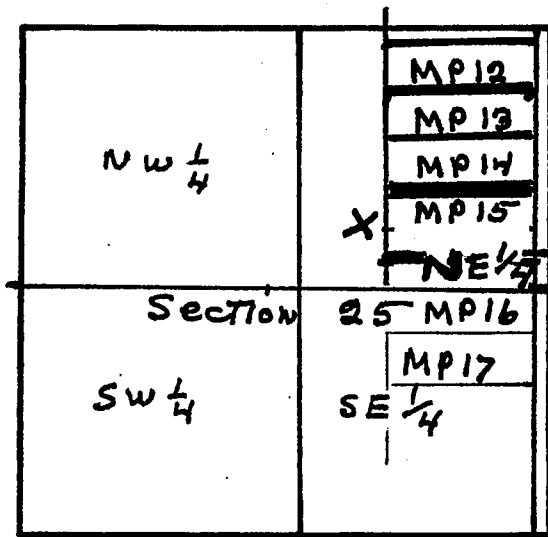 MP12
MP13
NW 1/4
MP14
X MP15
NE 1/4
Section 25 MP16
MP17
SW 1/4
SE 1/4